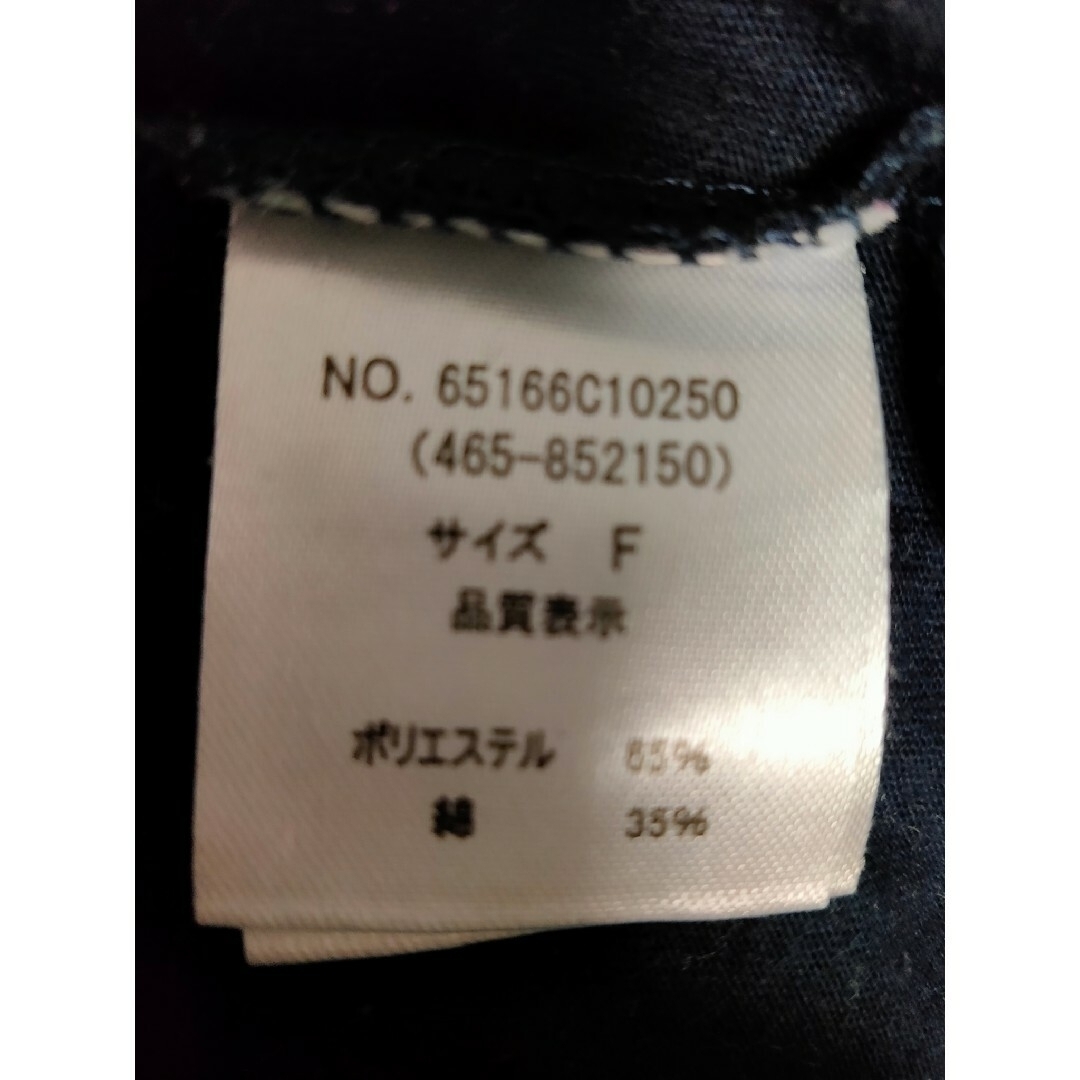 NO. 65166C10250
(465-852150)
サイズ F
品質表示
ポリエステル 65%
綿 35%